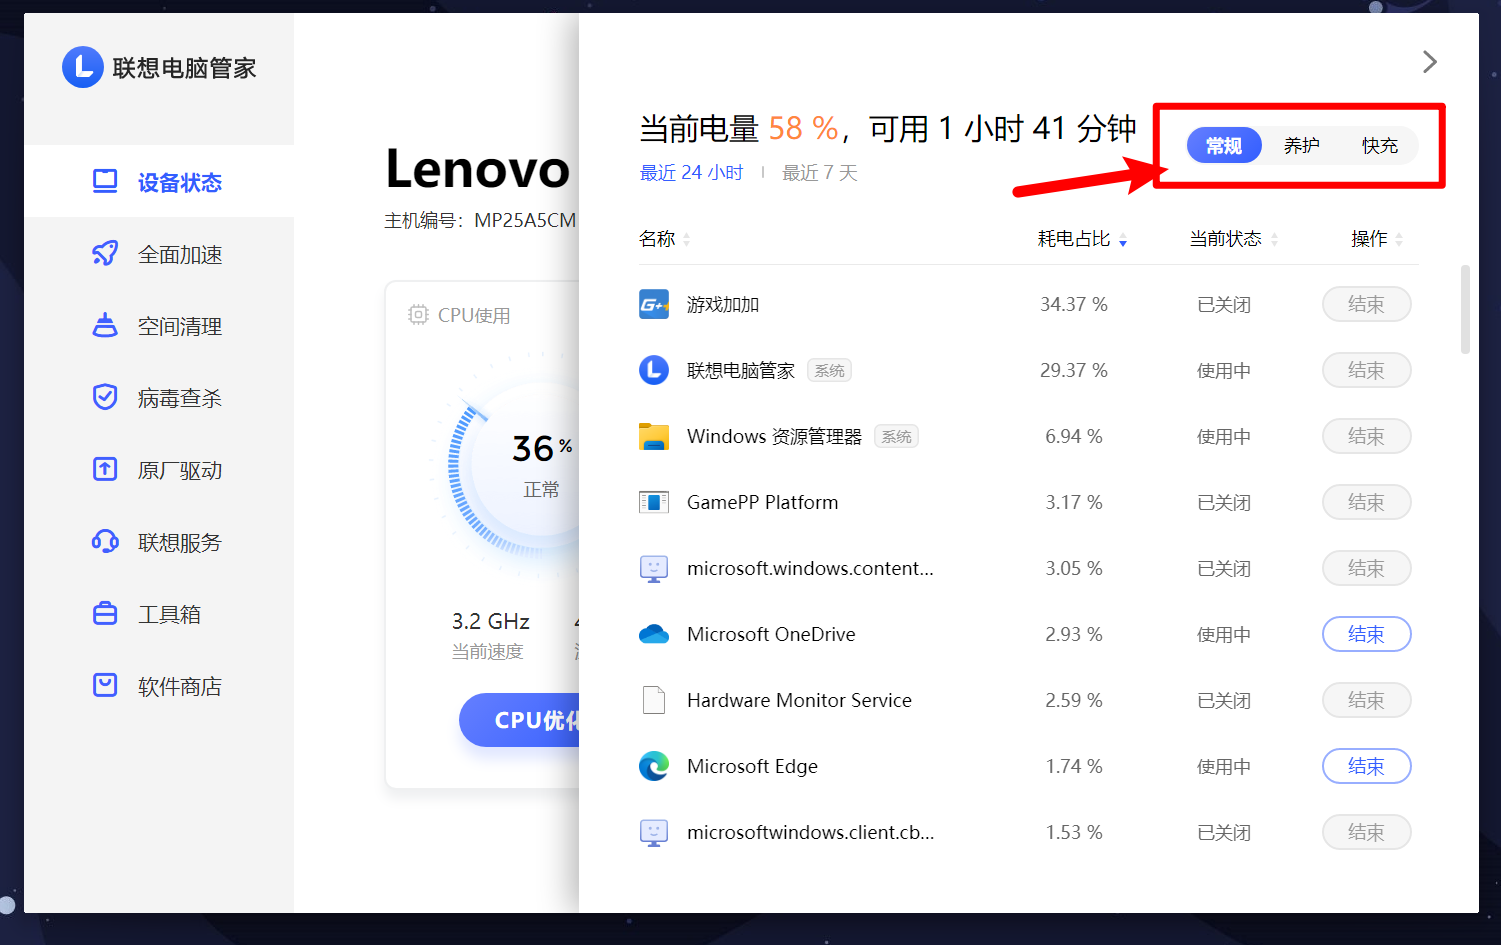 联想电脑管家
设备状态
全面加速
空间清理
病毒查杀
原厂驱动
联想服务
工具箱
软件商店
Lenovo
主机编号：MP25A5CM
CPU使用
36 %
正常
3.2 GHz
当前速度
CPU优化
当前电量 58 %，可用 1 小时 41 分钟
常规 养护 快充
最近 24 小时 | 最近 7 天
名称 耗电占比 当前状态 操作
游戏加加 34.37 % 已关闭 结束
联想电脑管家 系统 29.37 % 使用中 结束
Windows 资源管理器 系统 6.94 % 使用中 结束
GamePP Platform 3.17 % 已关闭 结束
microsoft.windows.content... 3.05 % 已关闭 结束
Microsoft OneDrive 2.93 % 使用中 结束
Hardware Monitor Service 2.59 % 已关闭 结束
Microsoft Edge 1.74 % 使用中 结束
microsoftwindows.client.cb... 1.53 % 已关闭 结束